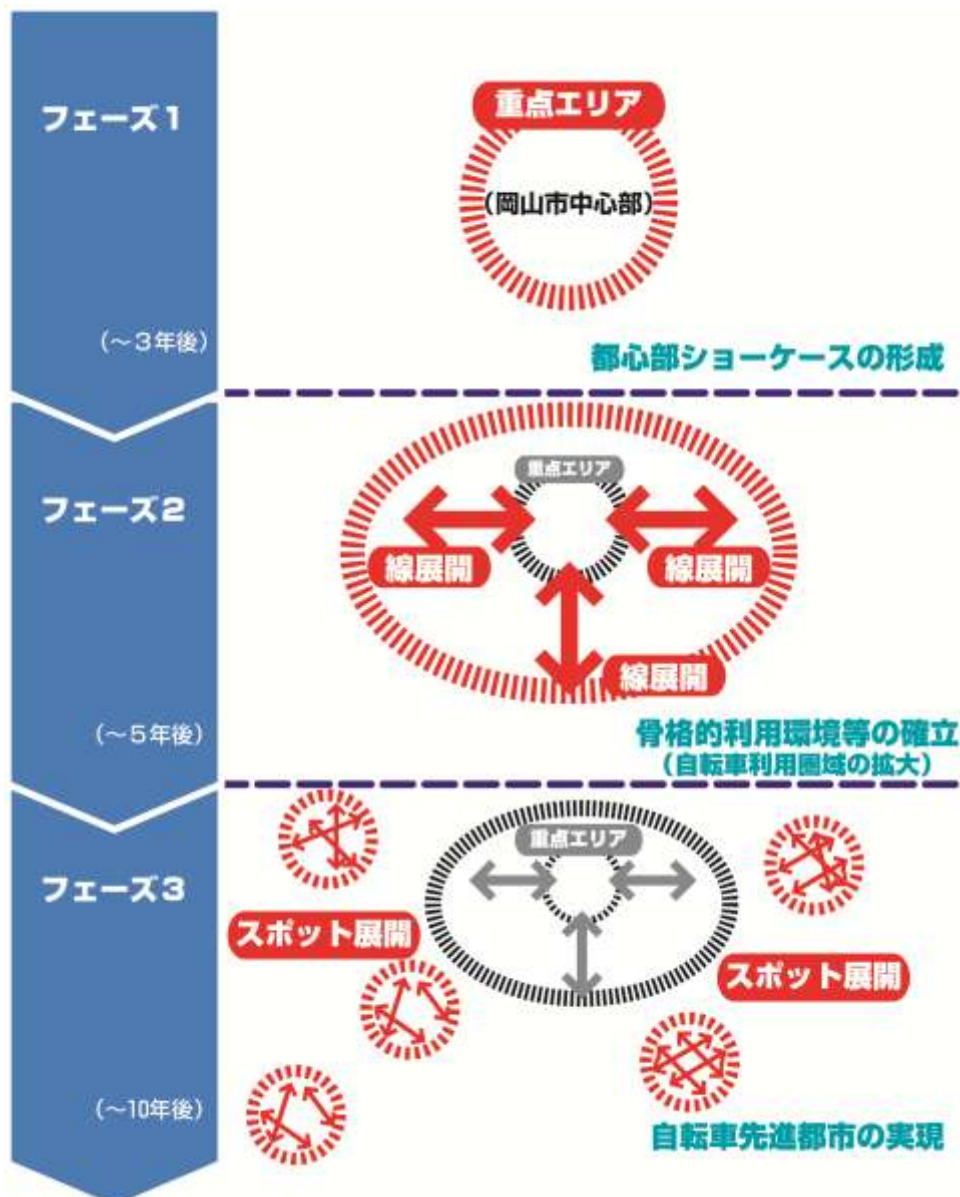 フェーズ1
重点エリア
(岡山市中心部)
(~3年後)
都心部ショーケースの形成
フェーズ2
重点エリア
線展開
線展開
線展開
(~5年後)
骨格的利用環境等の確立
(自転車利用圏域の拡大)
フェーズ3
重点エリア
スポット展開
スポット展開
(~10年後)
自転車先進都市の実現